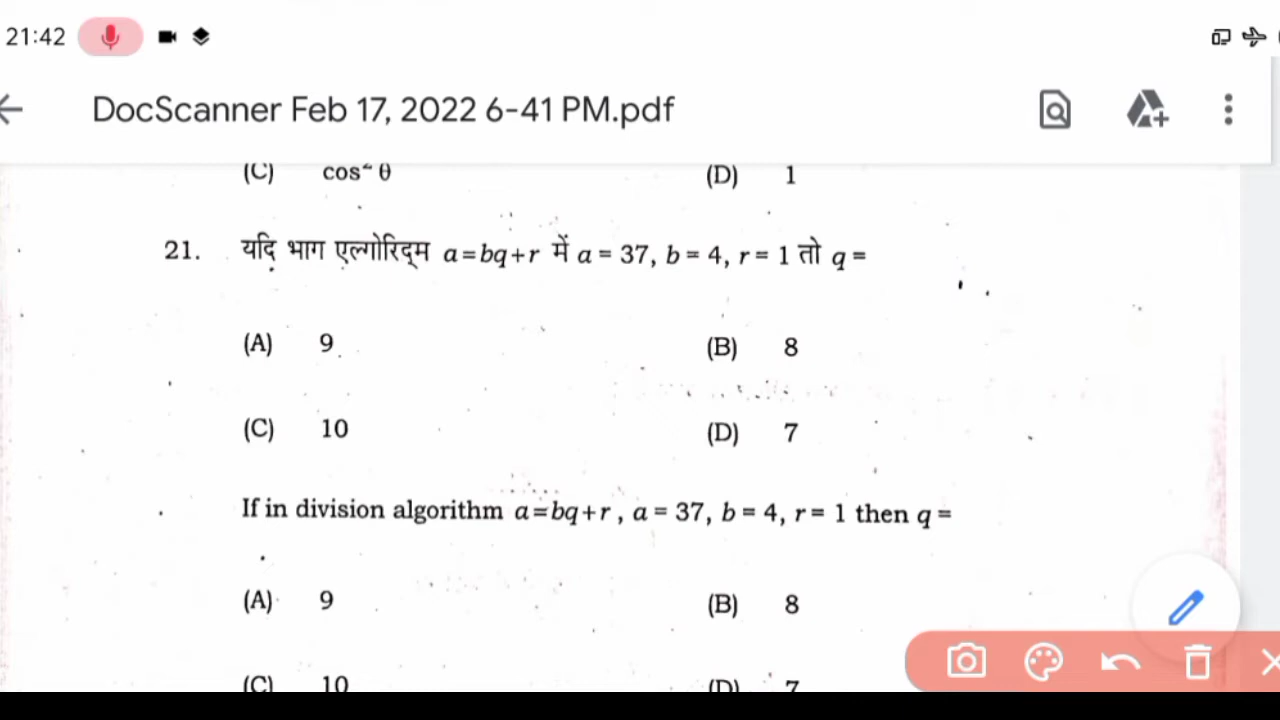 21:42
DocScanner Feb 17, 2022 6-41 PM.pdf
(C) cos² θ (D) 1
21. यदि भाग एल्गोरिद्म a=bq+r में a = 37, b = 4, r = 1 तो q =
(A) 9 (B) 8
(C) 10 (D) 7
If in division algorithm a=bq+r , a = 37, b = 4, r = 1 then q =
(A) 9 (B) 8
(C) 10 (D) 7